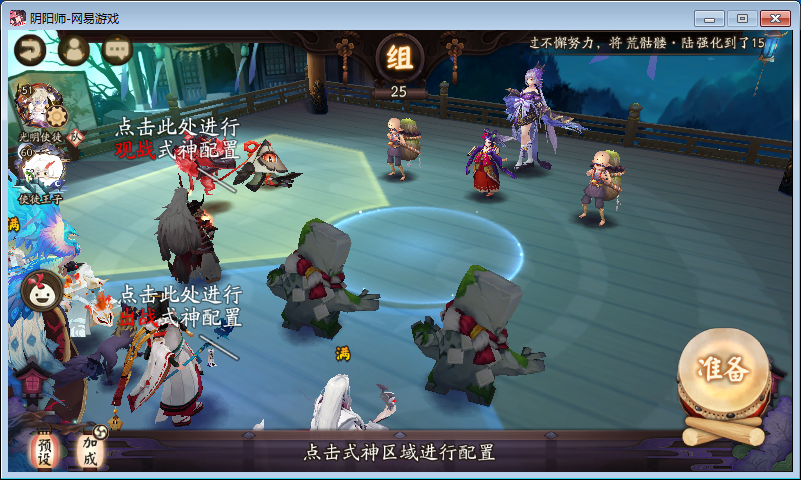 阴阳师-网易游戏
过不懈努力，将 荒骷髅·陆强化到了15
组
25
51
光明使徒
队
60
使徒王子
点击此处进行
观战式神配置
满
点击此处进行
出战式神配置
满
准备
预设
加成
点击式神区域进行配置